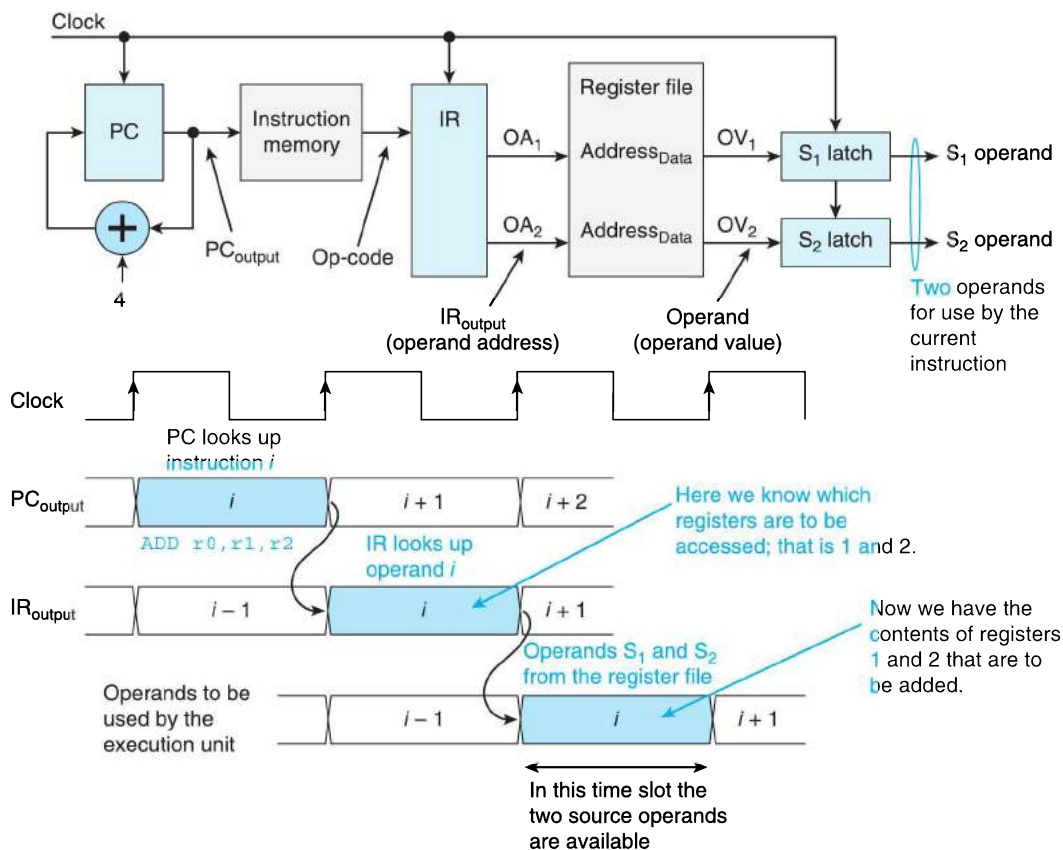 Clock
PC
Instruction
memory
IR
Register file
OA1
AddressData
OV1
S1 latch
S1 operand
OA2
AddressData
OV2
S2 latch
S2 operand
+
4
PCoutput
Op-code
IRoutput
(operand address)
Operand
(operand value)
Two operands
for use by the
current
instruction
Clock
PC looks up
instruction i
PCoutput
i
i + 1
i + 2
ADD r0,r1,r2
IR looks up
operand i
Here we know which
registers are to be
accessed; that is 1 and 2.
IRoutput
i – 1
i
i + 1
Now we have the
contents of registers
1 and 2 that are to
be added.
Operands S1 and S2
from the register file
Operands to be
used by the
execution unit
i – 1
i
i + 1
In this time slot the
two source operands
are available